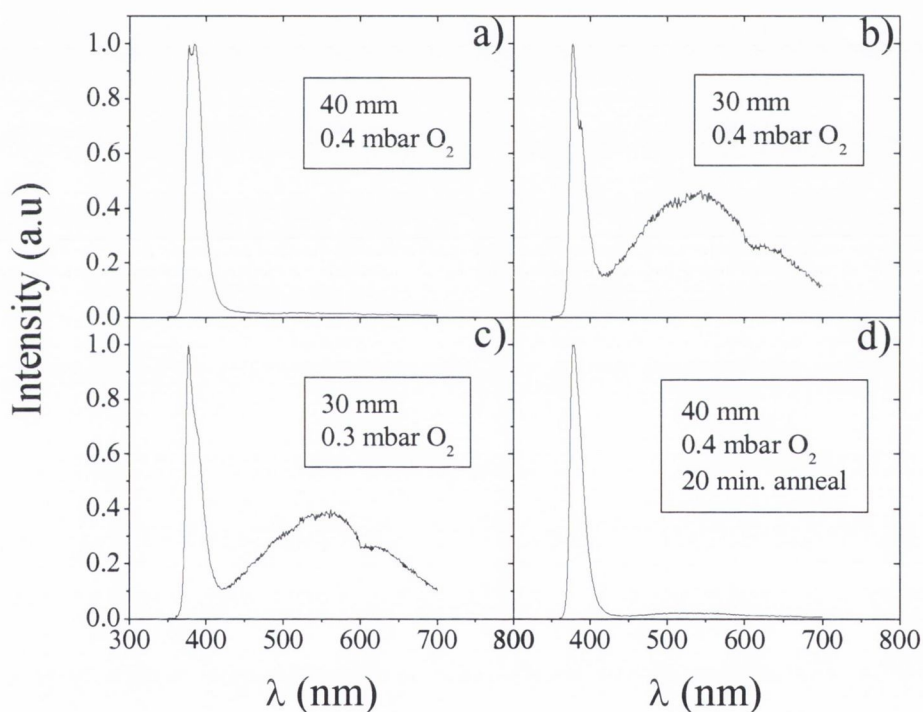 a)
40 mm
0.4 mbar O₂
b)
30 mm
0.4 mbar O₂
1.0
0.8
0.6
0.4
0.2
0.0
Intensity (a.u)
c)
30 mm
0.3 mbar O₂
d)
40 mm
0.4 mbar O₂
20 min. anneal
1.0
0.8
0.6
0.4
0.2
0.0
300 400 500 600 700 800 400 500 600 700 800
λ (nm) λ (nm)